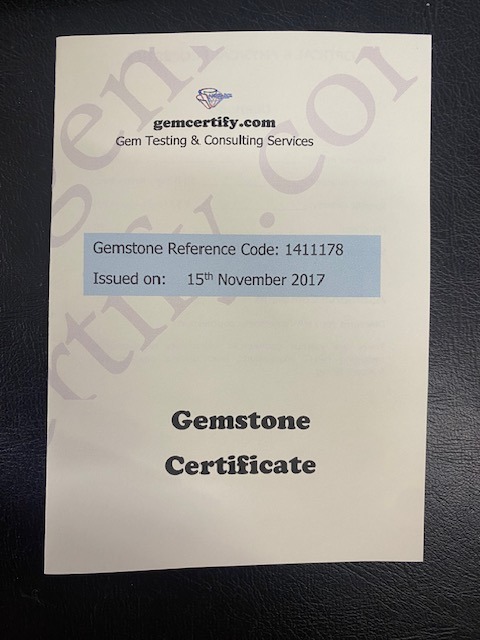 gemcertify.com
Gem Testing & Consulting Services
Gemstone Reference Code: 1411178
Issued on: 15th November 2017
Gemstone
Certificate